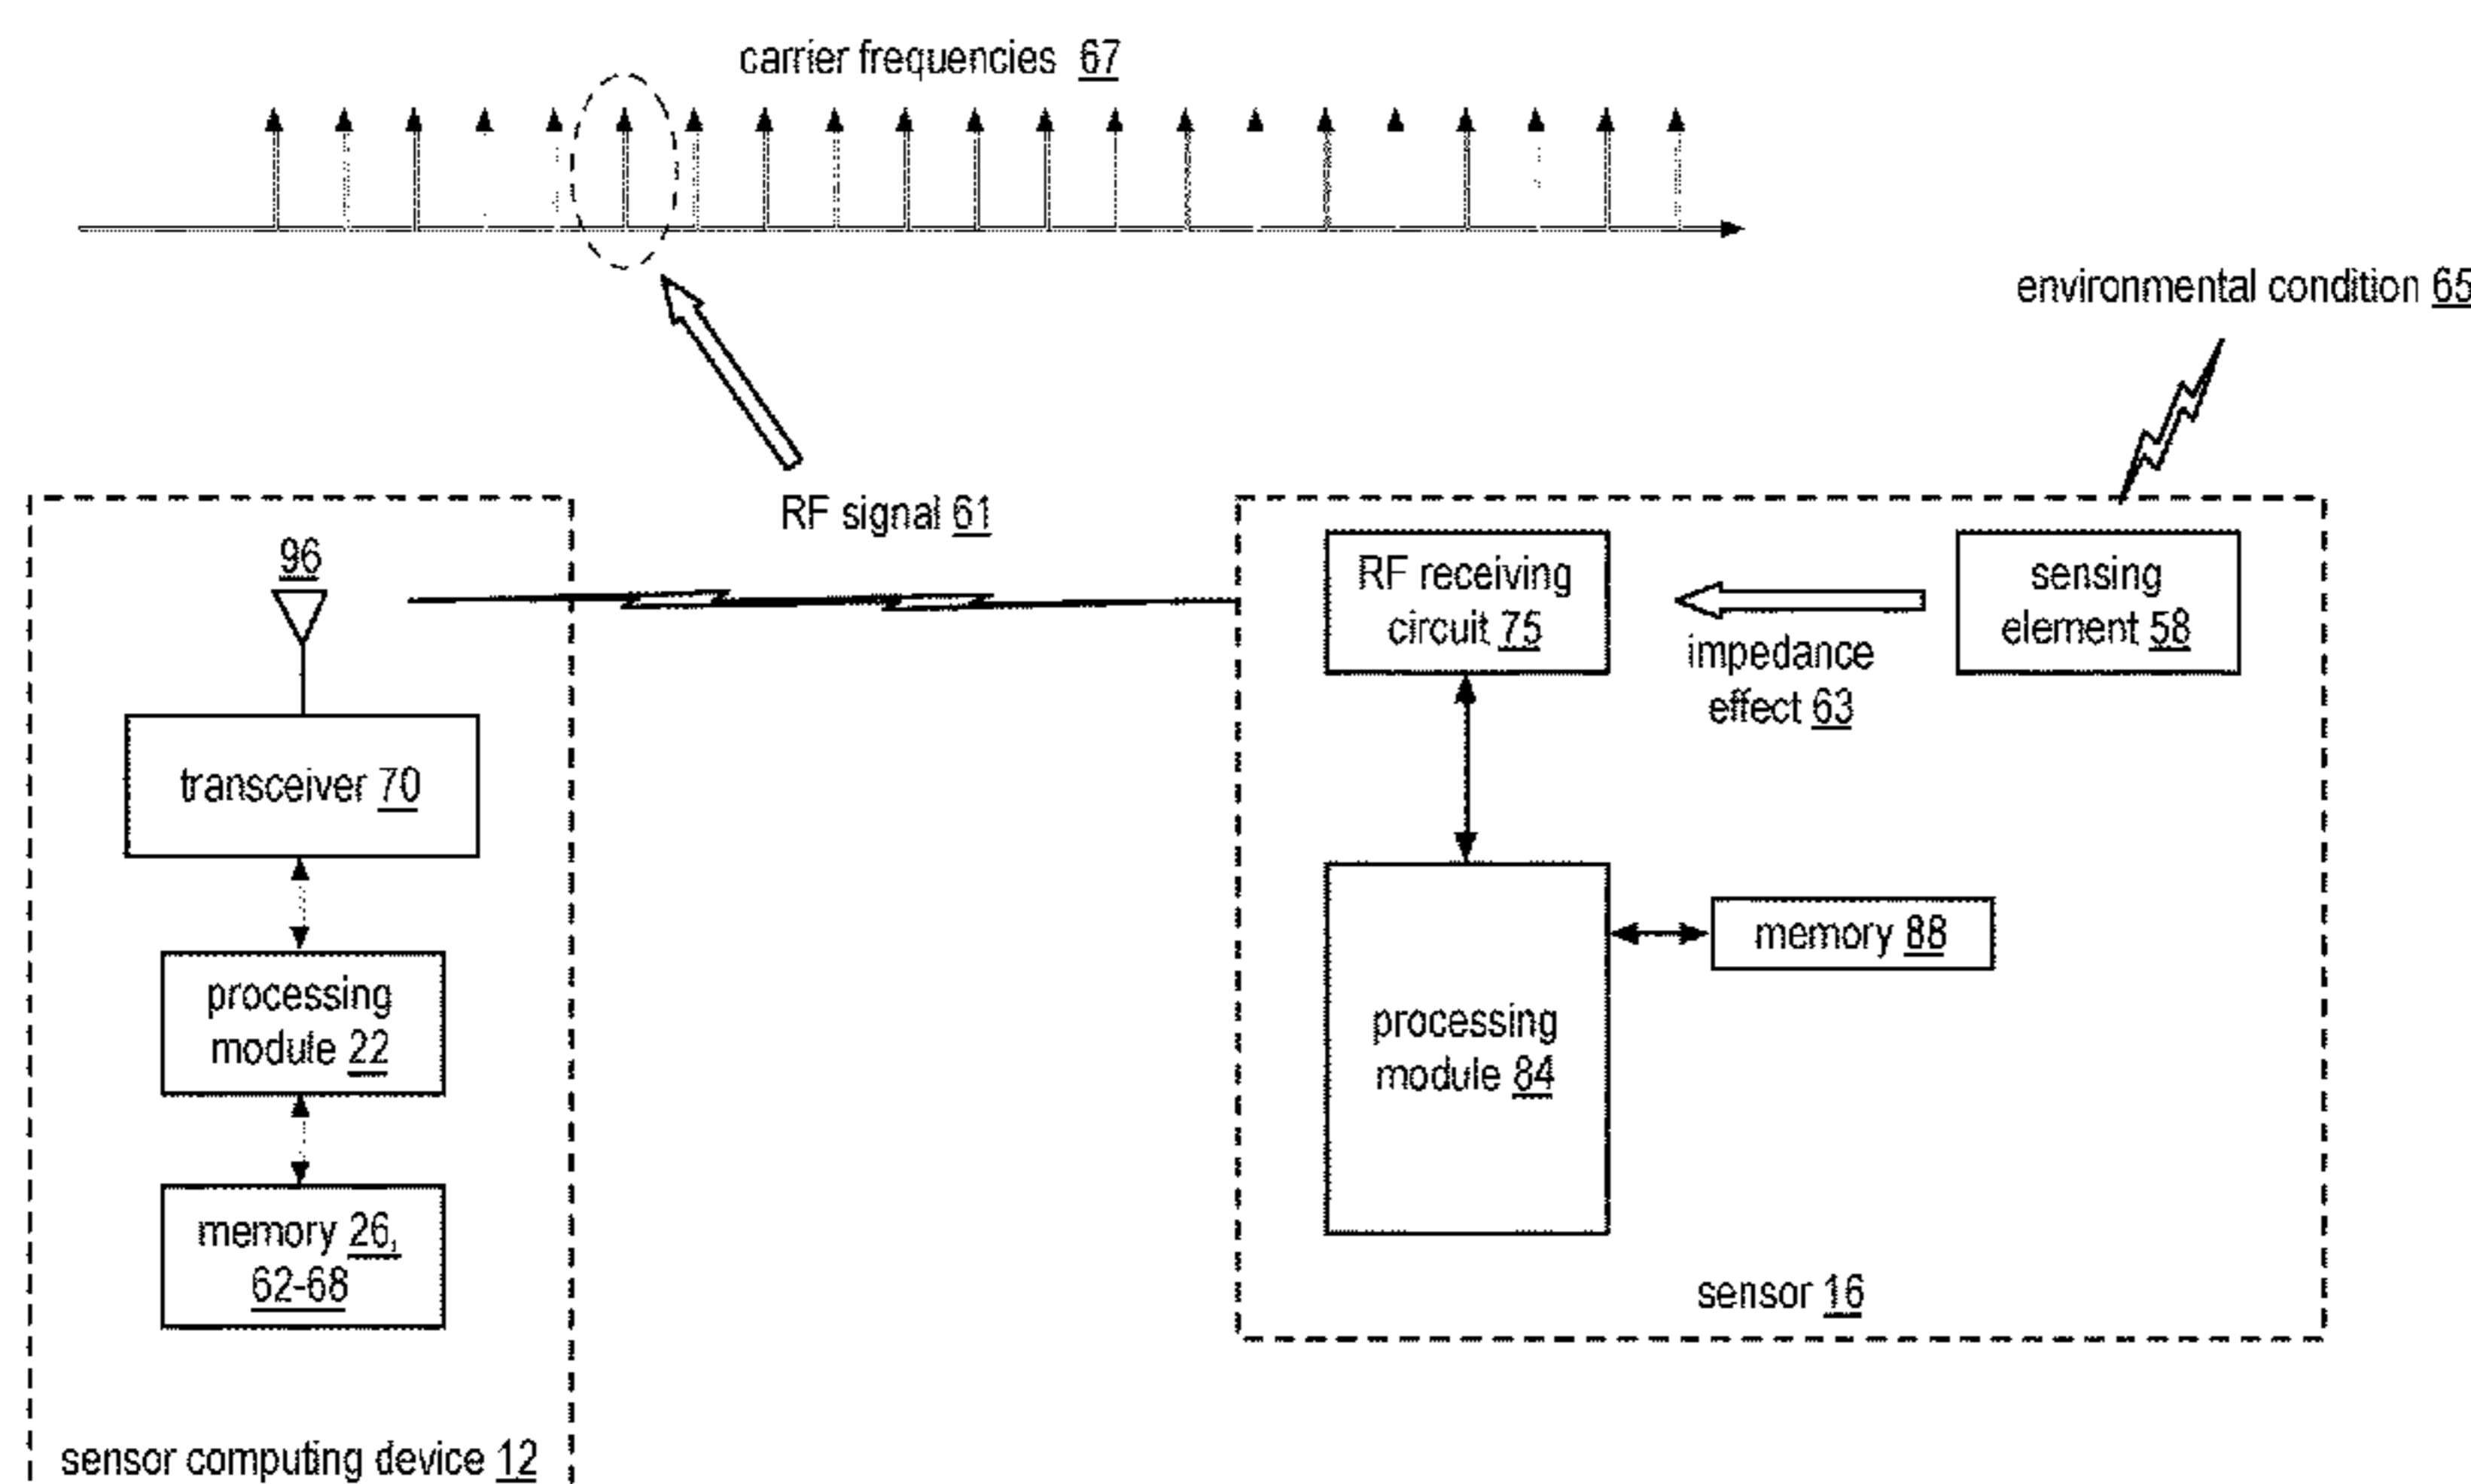 carrier frequencies 67
environmental condition 65
RF signal 61
96
transceiver 70
processing
module 22
memory 26,
62-68
sensor computing device 12
RF receiving
circuit 75
impedance
effect 63
sensing
element 58
processing
module 84
memory 88
sensor 16